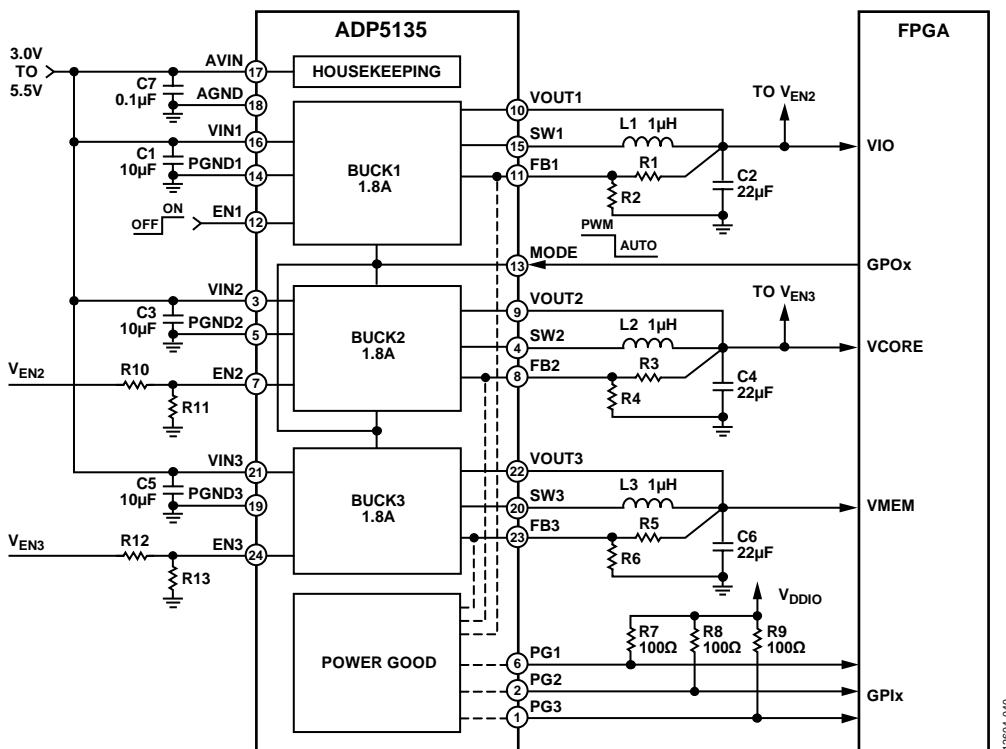 ADP5135
FPGA
3.0V
TO
5.5V
AVIN
17
HOUSEKEEPING
C7
0.1µF
AGND
18
VIN1
16
C1
10µF
PGND1
14
BUCK1
1.8A
OFF
ON
EN1
12
VOUT1
10
SW1
15
L1 1µH
FB1
11
R1
R2
C2
22µF
TO VEN2
VIO
PWM
AUTO
MODE
13
GPOx
VIN2
3
C3
10µF
PGND2
5
BUCK2
1.8A
VEN2
R10
R11
EN2
7
VOUT2
9
SW2
4
L2 1µH
FB2
8
R3
R4
C4
22µF
TO VEN3
VCORE
VIN3
21
C5
10µF
PGND3
19
BUCK3
1.8A
VEN3
R12
R13
EN3
24
VOUT3
22
SW3
20
L3 1µH
FB3
23
R5
R6
C6
22µF
VMEM
VDDIO
R7
100Ω
R8
100Ω
R9
100Ω
POWER GOOD
PG1
6
PG2
2
PG3
1
GPIx